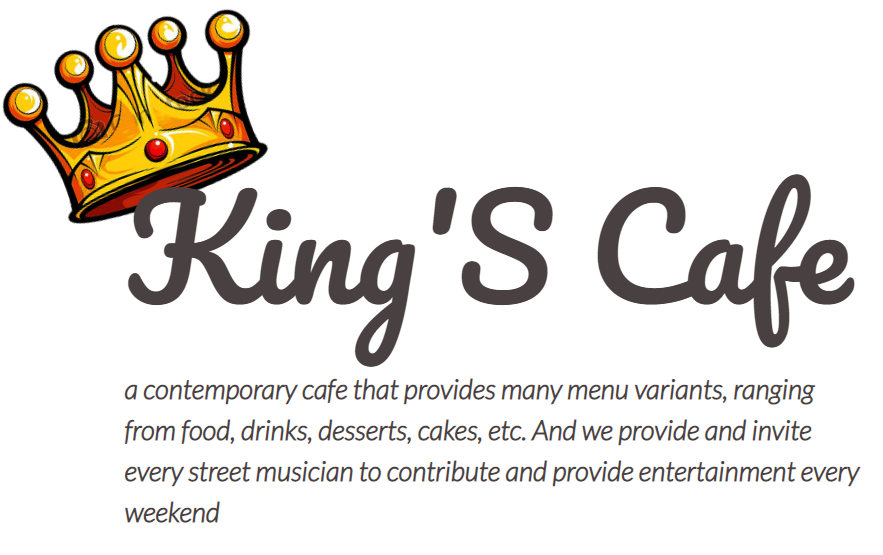 King'S Cafe
a contemporary cafe that provides many menu variants, ranging
from food, drinks, desserts, cakes, etc. And we provide and invite
every street musician to contribute and provide entertainment every
weekend